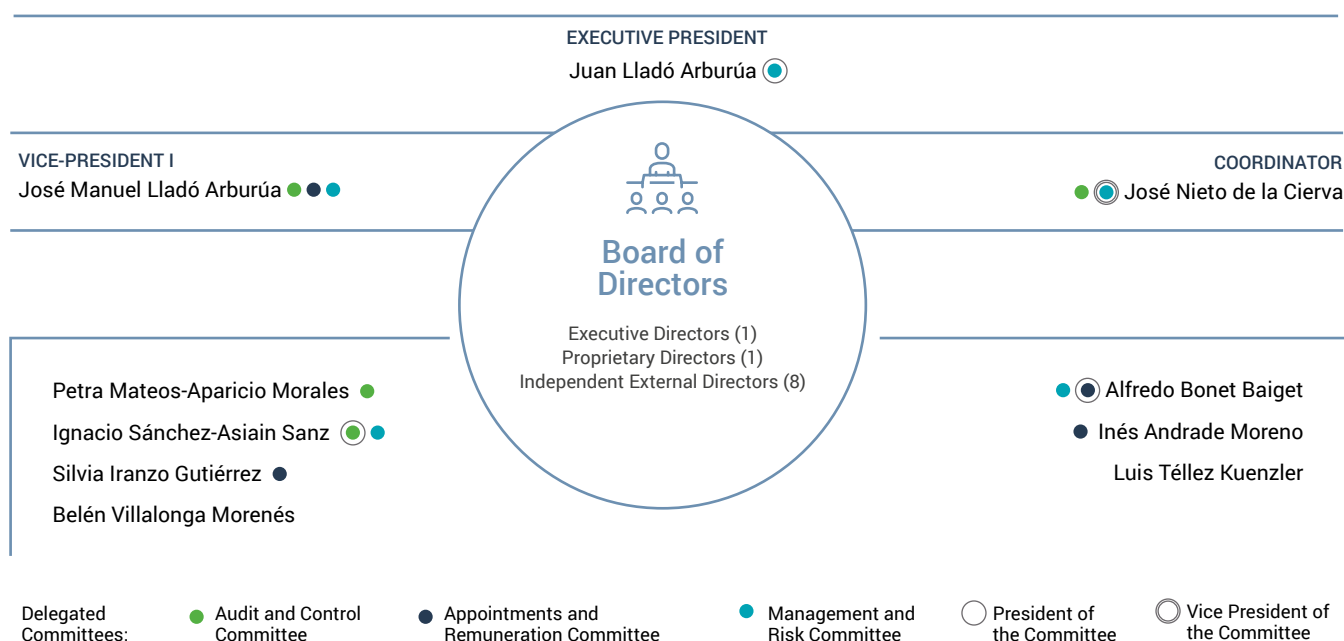 EXECUTIVE PRESIDENT
Juan Lladó Arburúa
VICE-PRESIDENT I
José Manuel Lladó Arburúa
COORDINATOR
José Nieto de la Cierva
Board of
Directors
Executive Directors (1)
Proprietary Directors (1)
Independent External Directors (8)
Petra Mateos-Aparicio Morales
Ignacio Sánchez-Asiain Sanz
Silvia Iranzo Gutiérrez
Belén Villalonga Morenés
Alfredo Bonet Baiget
Inés Andrade Moreno
Luis Téllez Kuenzler
Delegated
Committees:
Audit and Control
Committee
Appointments and
Remuneration Committee
Management and
Risk Committee
President of
the Committee
Vice President of
the Committee